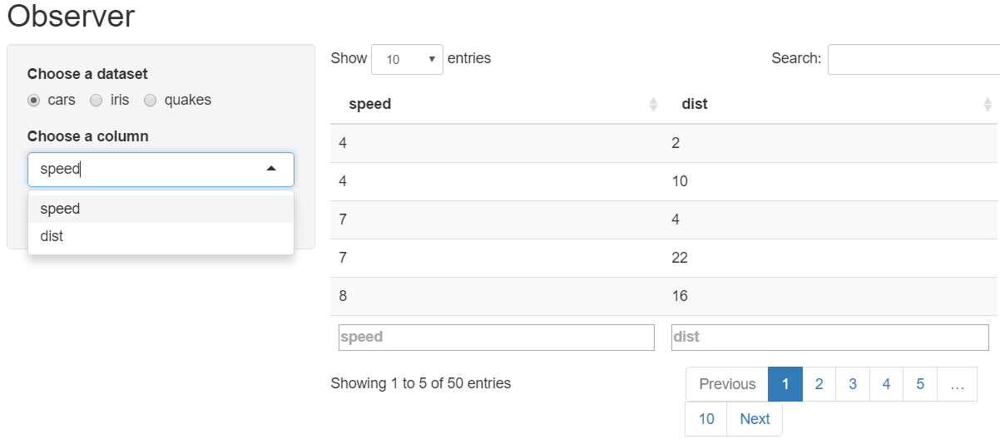 Observer
Choose a dataset
cars iris quakes
Choose a column
speed
speed
dist
Show 10 entries
Search:
speed dist
4 2
4 10
7 4
7 22
8 16
speed dist
Showing 1 to 5 of 50 entries
Previous 1 2 3 4 5 …
10 Next